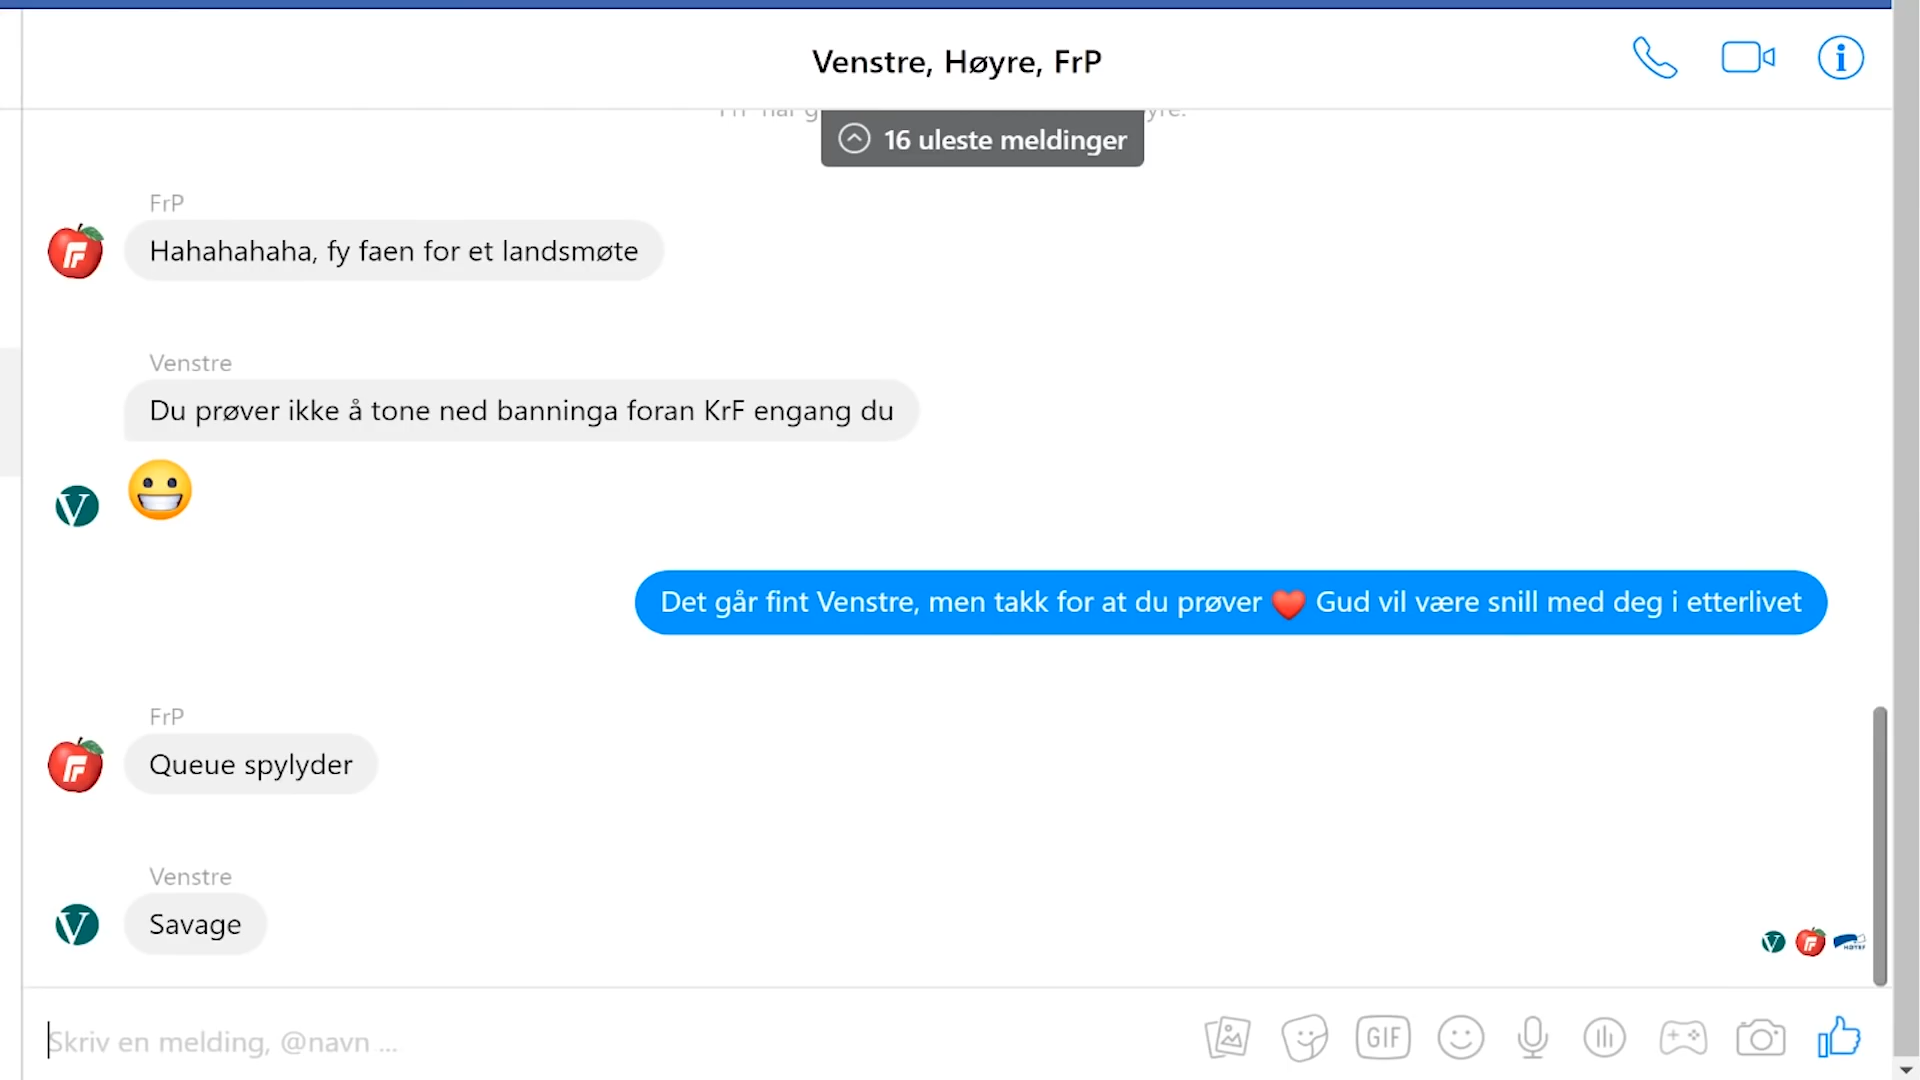 Venstre, Høyre, FrP
16 uleste meldinger
FrP
Hahahahaha, fy faen for et landsmøte
Venstre
Du prøver ikke å tone ned banninga foran KrF engang du
Det går fint Venstre, men takk for at du prøver ❤️ Gud vil være snill med deg i etterlivet
FrP
Queue spylyder
Venstre
Savage
HØYRE
Skriv en melding, @navn ...
GIF